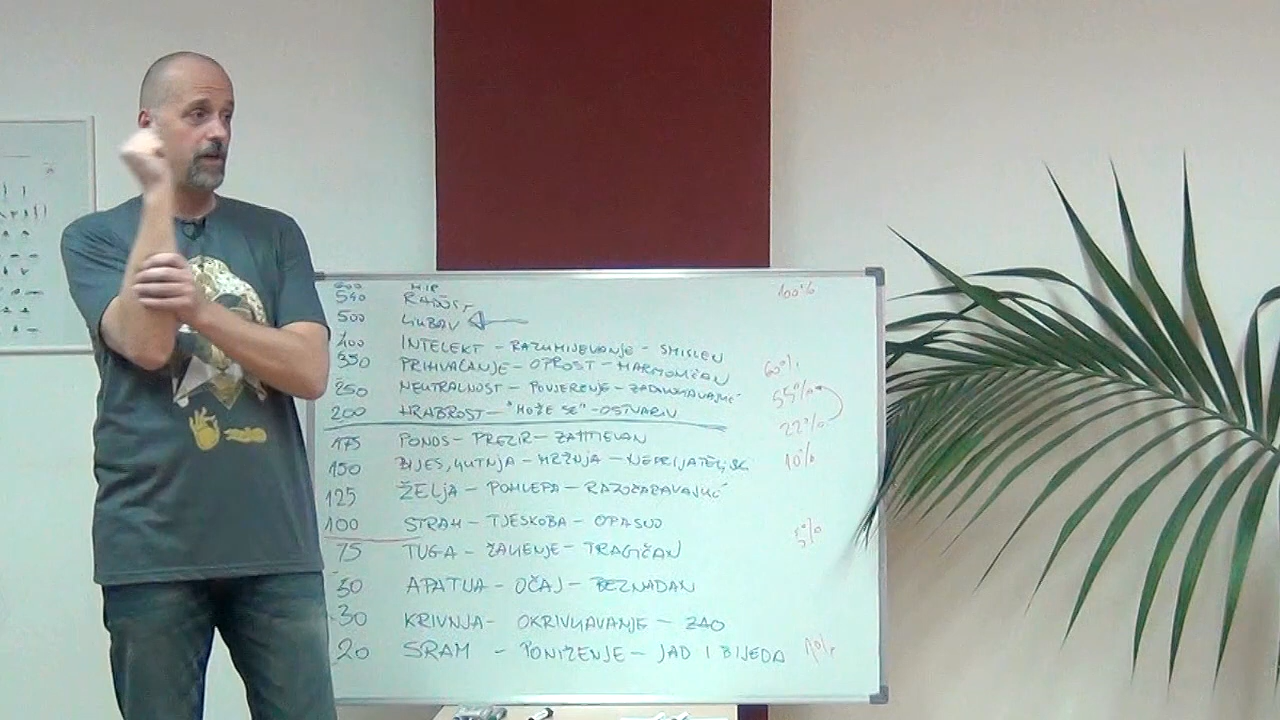 600 MIR 100%
540 RADOST
500 LJUBAV
400 INTELEKT - RAZUMIJEVANJE - SMISLEN
350 PRIHVAĆANJE - OPROST - HARMONIČAN 60%
250 NEUTRALNOST - POVJERENJE - ZADOVOLJAVAJUĆ 55%
200 HRABROST - "MOŽE SE" - OSTVARIV 22%
175 PONOS - PREZIR - ZAHTIEVAN
150 BIJES, LJUTNJA - MRŽNJA - NEPRIJATELJSKI 10%
125 ŽELJA - POHLEPA - RAZOČARAVAJUĆ
100 STRAH - TJESKOBA - OPASNO 5%
75 TUGA - ŽALJENJE - TRAGIČAN
50 APATIJA - OČAJ - BEZNADAN
30 KRIVNJA - OKRIVLJAVANJE - ZAO
20 SRAM - PONIŽENJE - JAD I BIJEDA